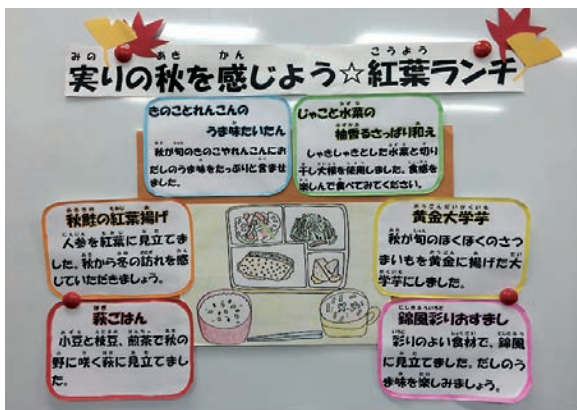 実りの秋を感じよう☆紅葉ランチ
きのことれんこんの
うま味たいたん
秋が旬のきのこやれんこんにお
だしのうま味をたっぷりと含ませ
ました。
じゃこと水菜の
柚香るさっぱり和え
しゃきしゃきとした水菜と切り
干し大根を使用しました。食感を
楽しんで食べてみてください。
秋鮭の紅葉揚げ
人参を紅葉に見立てま
した。秋から冬の訪れを感
じていただきましょう。
黄金大学芋
秋が旬のほくほくのさつ
まいもを黄金に揚げた大
学芋にしました。
萩ごはん
小豆と枝豆、煎茶で秋の
野に咲く萩に見立てまし
た。
錦風彩りおすまし
彩りのよい食材で、錦風
に見立てました。だしのう
ま味を楽しみましょう。